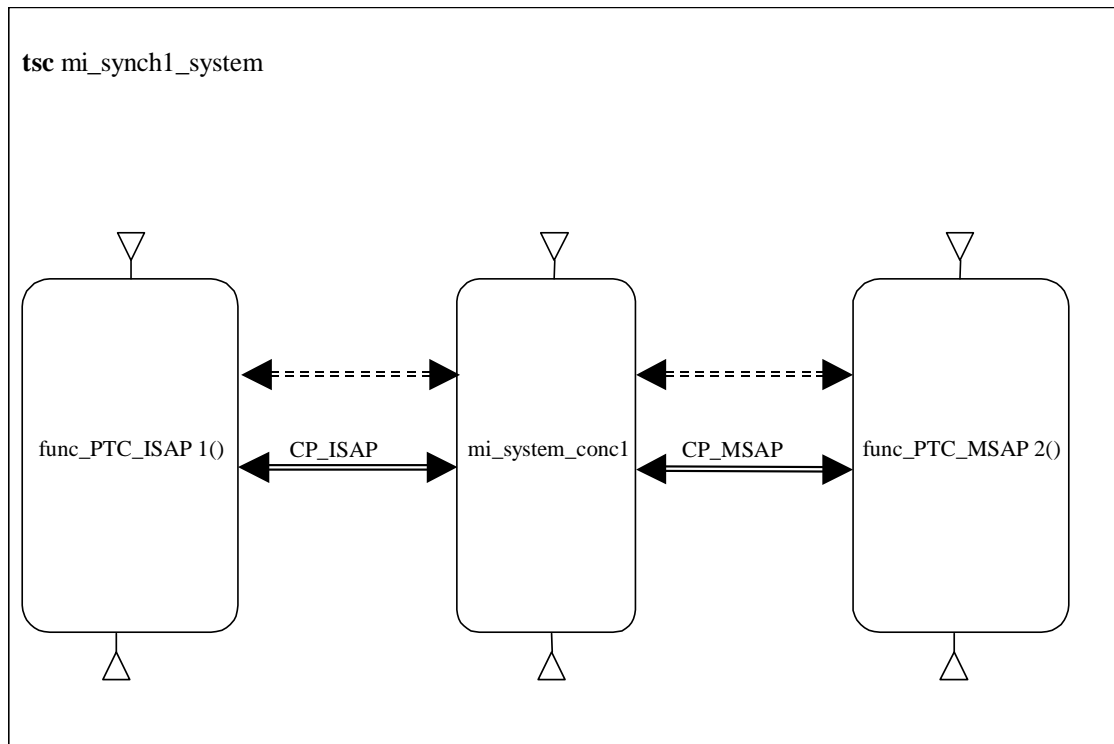 tsc mi_synch1_system
CP_ISAP
CP_MSAP
func_PTC_ISAP 1()
mi_system_conc1
func_PTC_MSAP 2()